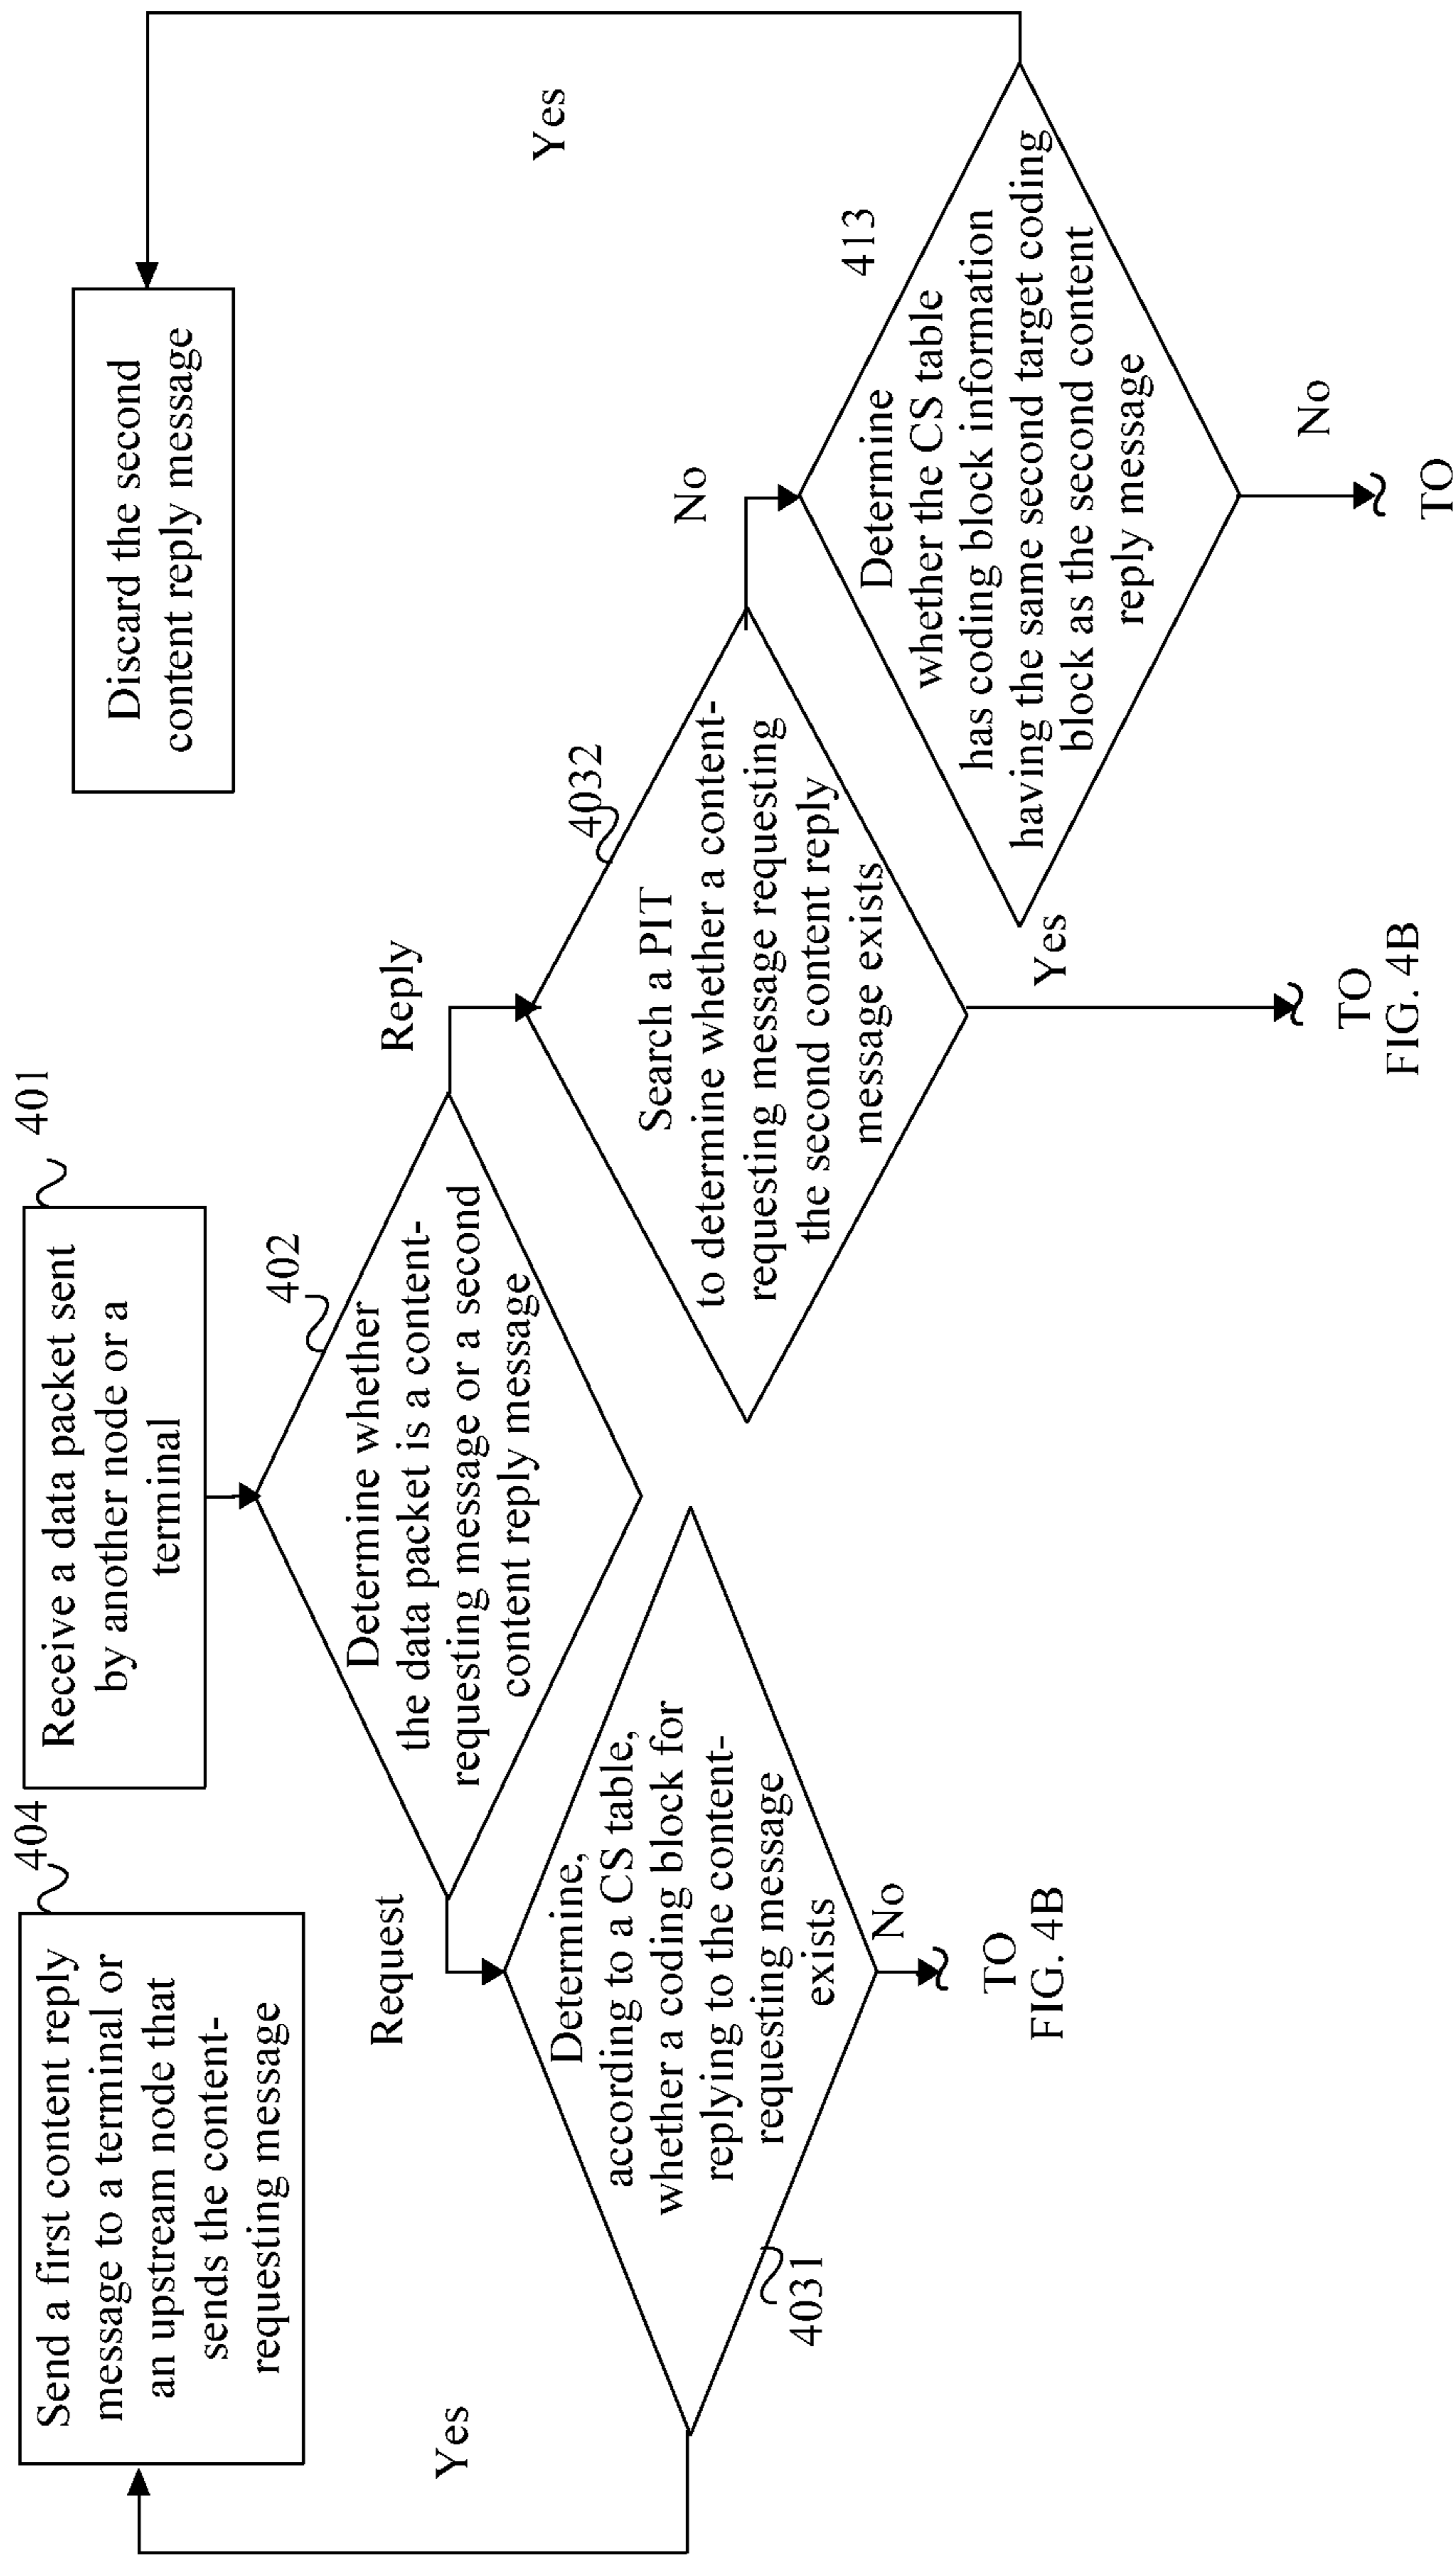 404
Send a first content reply
message to a terminal or
an upstream node that
sends the content-
requesting message
401
Receive a data packet sent
by another node or a
terminal
Discard the second
content reply message
402
Determine whether
the data packet is a content-
requesting message or a second
content reply message
Request
Reply
Yes
4031
Determine,
according to a CS table,
whether a coding block for
replying to the content-
requesting message
exists
No
TO
FIG. 4B
4032
Search a PIT
to determine whether a content-
requesting message requesting
the second content reply
message exists
No
Yes
TO
FIG. 4B
413
Determine
whether the CS table
has coding block information
having the same second target coding
block as the second content
reply message
Yes
No
TO